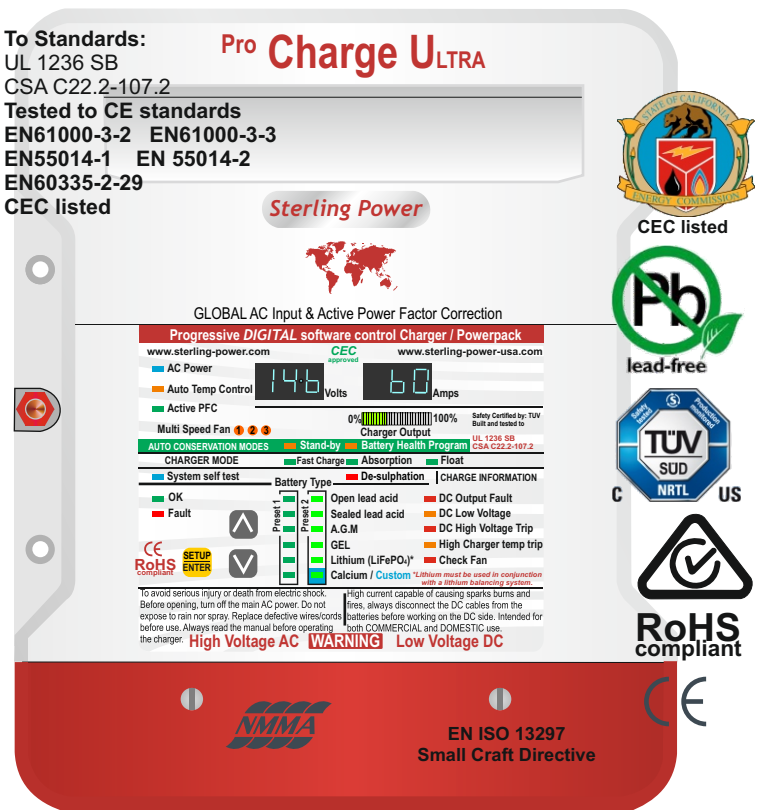 To Standards:
UL 1236 SB
CSA C22.2-107.2
Tested to CE standards
EN61000-3-2 EN61000-3-3
EN55014-1 EN 55014-2
EN60335-2-29
CEC listed
Pro Charge ULTRA
Sterling Power
GLOBAL AC Input & Active Power Factor Correction
Progressive DIGITAL software control Charger / Powerpack
www.sterling-power.com
CEC
approved
www.sterling-power-usa.com
AC Power
Auto Temp Control
Active PFC
Multi Speed Fan 1 2 3
14.6 Volts
60 Amps
0% 100%
Charger Output
Safety Certified by: TUV
Built and tested to
UL 1236 SB
CSA C22.2-107.2
AUTO CONSERVATION MODES Stand-by Battery Health Program
CHARGER MODE Fast Charge Absorption Float
System self test
Battery Type
De-sulphation
CHARGE INFORMATION
OK
Fault
Preset 1
Preset 2
Open lead acid
Sealed lead acid
A.G.M
GEL
Lithium (LiFePO4)*
Calcium / Custom
DC Output Fault
DC Low Voltage
DC High Voltage Trip
High Charger temp trip
Check Fan
*Lithium must be used in conjunction
with a lithium balancing system.
CE
RoHS
compliant
SETUP
ENTER
To avoid serious injury or death from electric shock.
Before opening, turn off the main AC power. Do not
expose to rain nor spray. Replace defective wires/cords
before use. Always read the manual before operating
the charger.
High current capable of causing sparks burns and
fires, always disconnect the DC cables from the
batteries before working on the DC side. Intended for
both COMMERCIAL and DOMESTIC use.
High Voltage AC WARNING Low Voltage DC
NMMA
EN ISO 13297
Small Craft Directive
STATE OF CALIFORNIA
ENERGY COMMISSION
CEC listed
Pb
lead-free
Safety tested
S
Production monitored
TÜV
SÜD
NRTL
C US
RoHS
compliant
CE